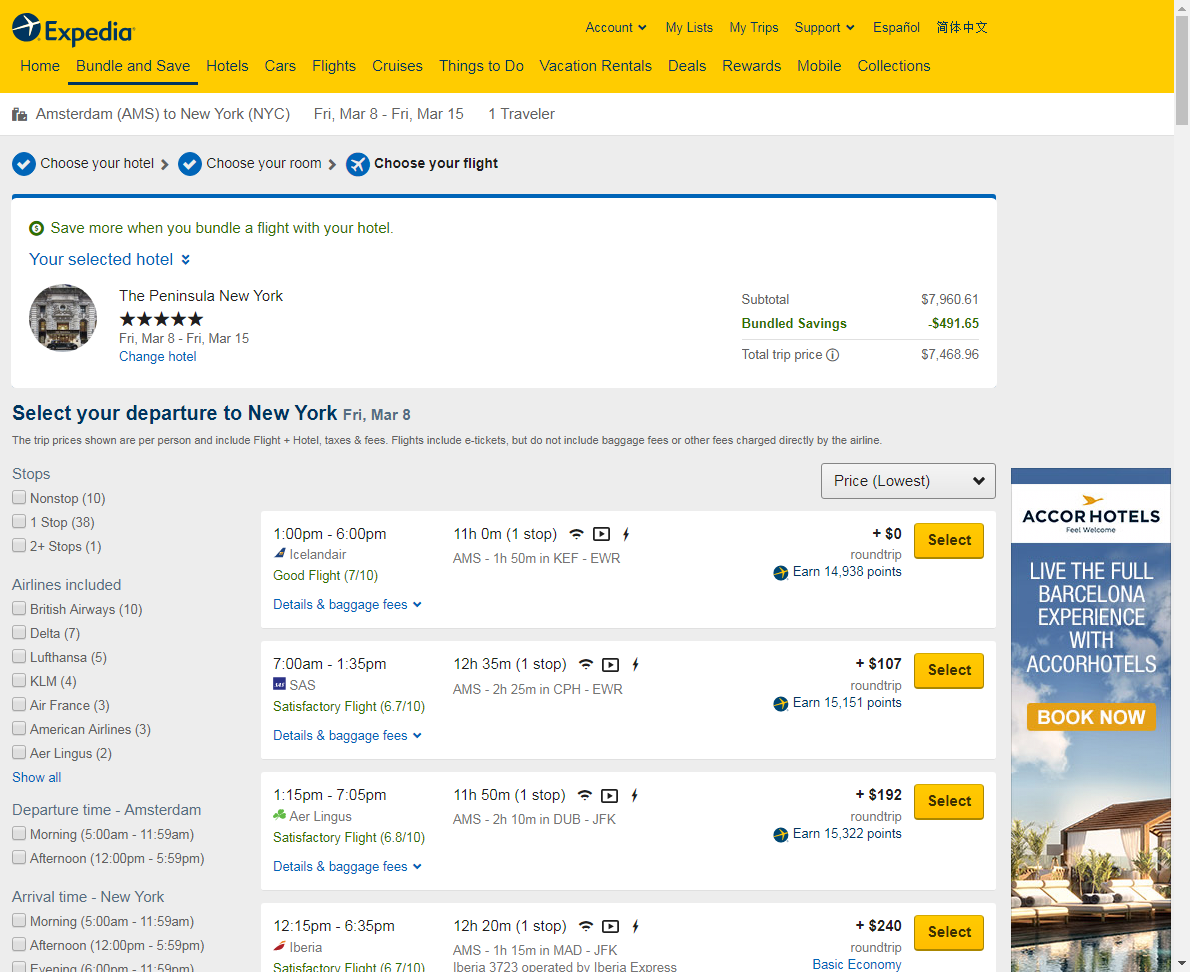 Expedia
Account
My Lists
My Trips
Support
Español
简体中文
Home
Bundle and Save
Hotels
Cars
Flights
Cruises
Things to Do
Vacation Rentals
Deals
Rewards
Mobile
Collections
Amsterdam (AMS) to New York (NYC)
Fri, Mar 8 - Fri, Mar 15
1 Traveler
Choose your hotel
Choose your room
Choose your flight
Save more when you bundle a flight with your hotel.
Your selected hotel
The Peninsula New York
Fri, Mar 8 - Fri, Mar 15
Change hotel
Subtotal $7,960.61
Bundled Savings -$491.65
Total trip price $7,468.96
Select your departure to New York Fri, Mar 8
The trip prices shown are per person and include Flight + Hotel, taxes & fees. Flights include e-tickets, but do not include baggage fees or other fees charged directly by the airline.
Stops
Nonstop (10)
1 Stop (38)
2+ Stops (1)
Airlines included
British Airways (10)
Delta (7)
Lufthansa (5)
KLM (4)
Air France (3)
American Airlines (3)
Aer Lingus (2)
Show all
Departure time - Amsterdam
Morning (5:00am - 11:59am)
Afternoon (12:00pm - 5:59pm)
Arrival time - New York
Morning (5:00am - 11:59am)
Afternoon (12:00pm - 5:59pm)
Evening (6:00pm - 11:59pm)
Price (Lowest)
1:00pm - 6:00pm
Icelandair
Good Flight (7/10)
Details & baggage fees
11h 0m (1 stop)
AMS - 1h 50m in KEF - EWR
+ $0
roundtrip
Earn 14,938 points
Select
7:00am - 1:35pm
SAS
Satisfactory Flight (6.7/10)
Details & baggage fees
12h 35m (1 stop)
AMS - 2h 25m in CPH - EWR
+ $107
roundtrip
Earn 15,151 points
Select
1:15pm - 7:05pm
Aer Lingus
Satisfactory Flight (6.8/10)
Details & baggage fees
11h 50m (1 stop)
AMS - 2h 10m in DUB - JFK
+ $192
roundtrip
Earn 15,322 points
Select
12:15pm - 6:35pm
Iberia
Satisfactory Flight (6.7/10)
12h 20m (1 stop)
AMS - 1h 15m in MAD - JFK
Iberia 3723 operated by Iberia Express
+ $240
roundtrip
Basic Economy
Select
ACCORHOTELS
Feel Welcome
LIVE THE FULL
BARCELONA
EXPERIENCE
WITH
ACCORHOTELS
BOOK NOW